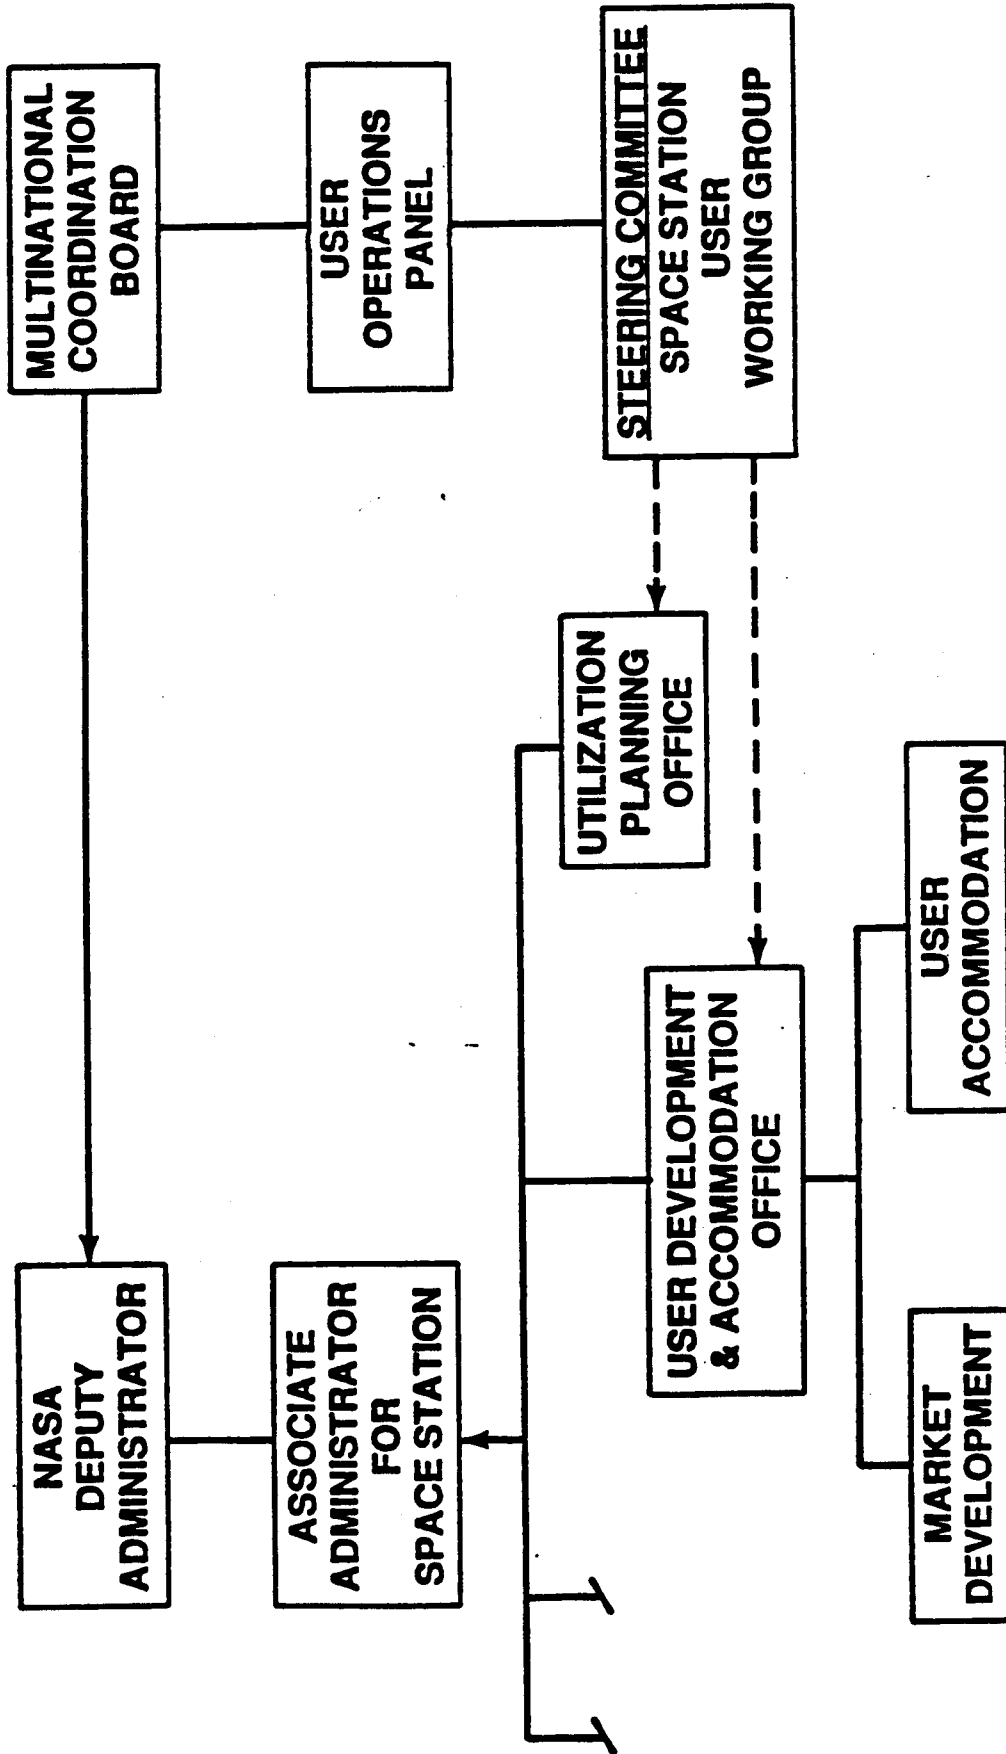 NASA
DEPUTY
ADMINISTRATOR
MULTINATIONAL
COORDINATION
BOARD
ASSOCIATE
ADMINISTRATOR
FOR
SPACE STATION
USER
OPERATIONS
PANEL
UTILIZATION
PLANNING
OFFICE
STEERING COMMITTEE
SPACE STATION
USER
WORKING GROUP
USER DEVELOPMENT
& ACCOMODATION
OFFICE
MARKET
DEVELOPMENT
USER
ACCOMMODATION